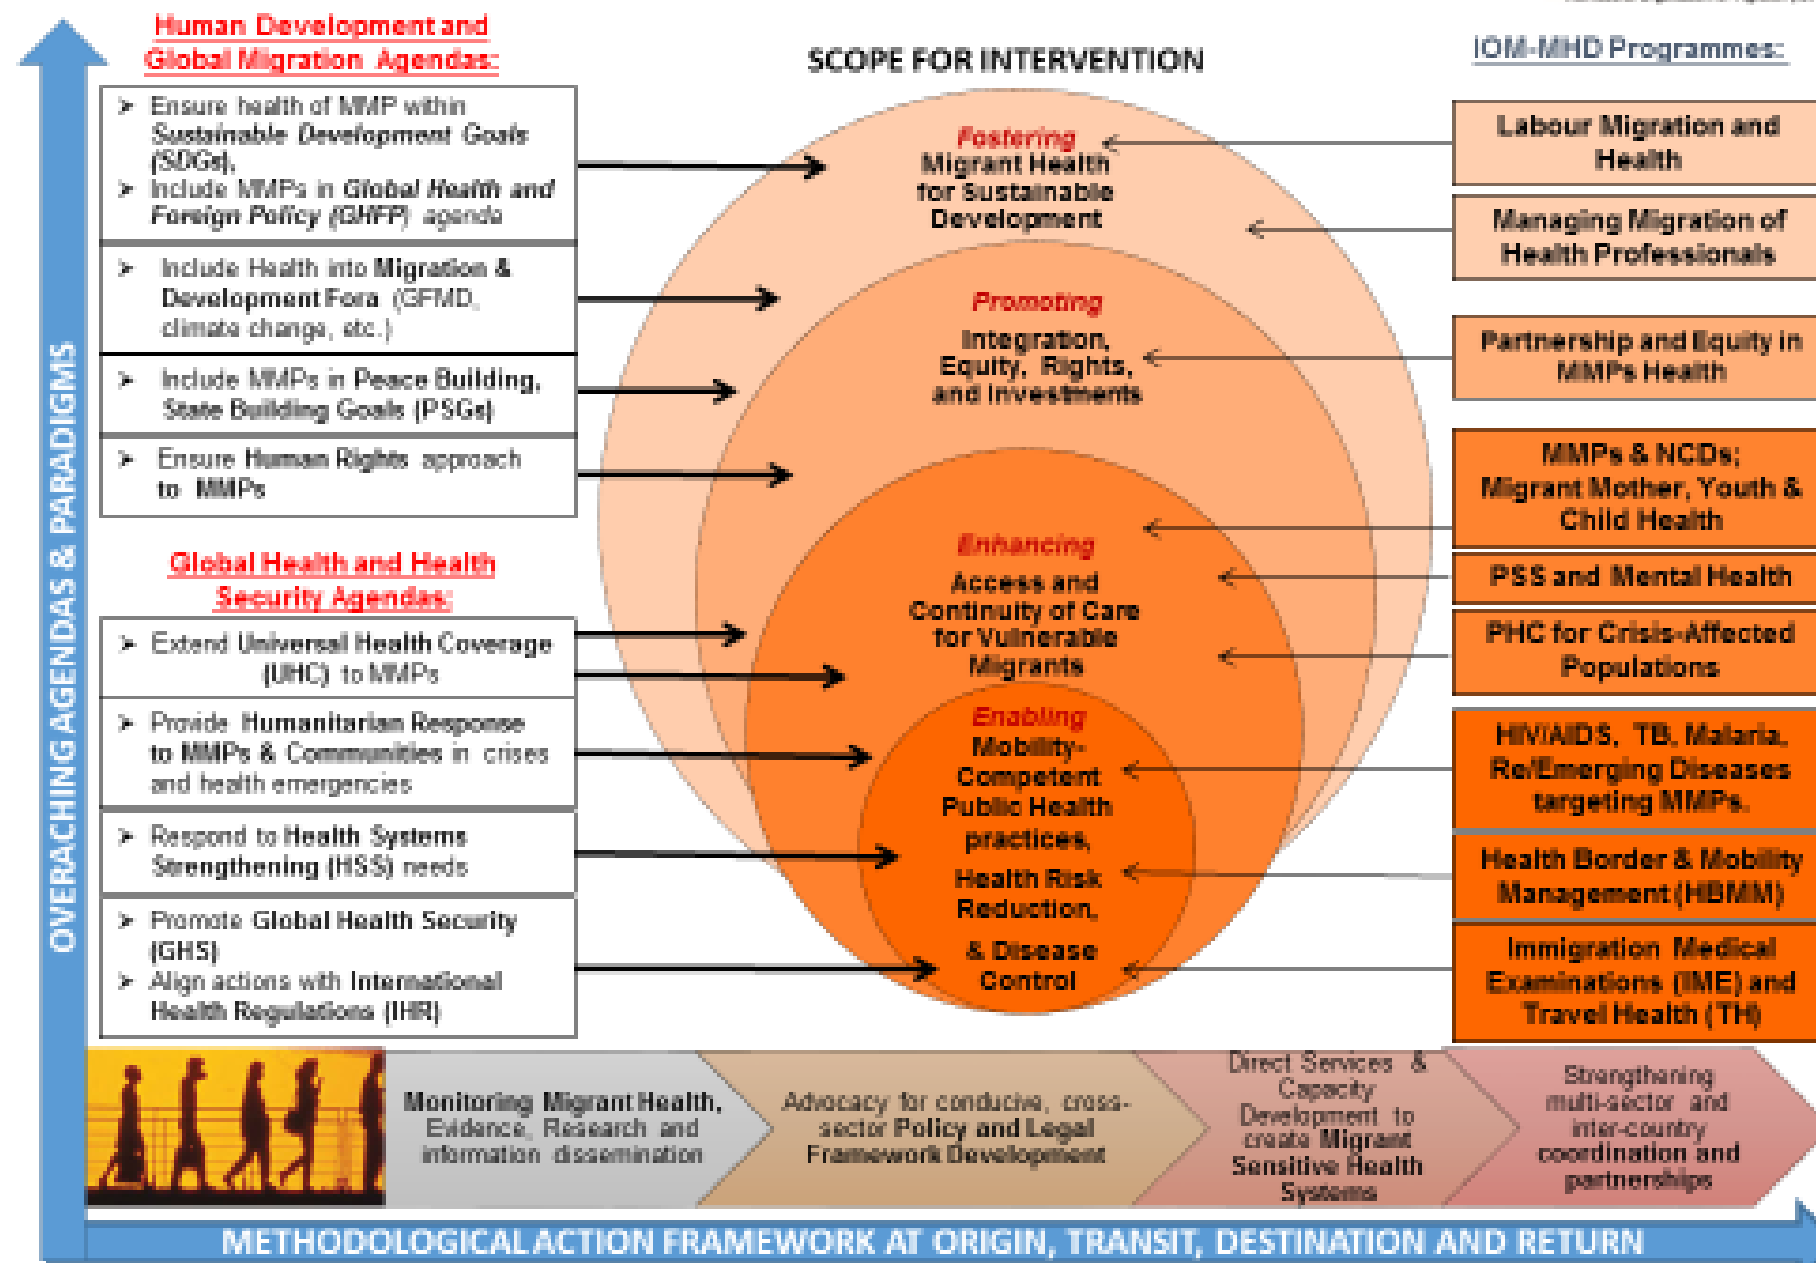 Human Development and
Global Migration Agendas:
➢ Ensure health of MMP within
Sustainable Development Goals
(SDGs),
➢ Include MMPs in Global Health and
Foreign Policy (GHFP) agenda
➢ Include Health into Migration &
Development Fora (GFMD,
climate change, etc.)
➢ Include MMPs in Peace Building,
State Building Goals (PSGs)
➢ Ensure Human Rights approach
to MMPs
Global Health and Health
Security Agendas:
➢ Extend Universal Health Coverage
(UHC) to MMPs
➢ Provide Humanitarian Response
to MMPs & Communities in crises
and health emergencies
➢ Respond to Health Systems
Strengthening (HSS) needs
➢ Promote Global Health Security
(GHS)
➢ Align actions with International
Health Regulations (IHR)
OVERACHING AGENDAS & PARADIGMS
SCOPE FOR INTERVENTION
Fostering
Migrant Health
for Sustainable
Development
Promoting
Integration,
Equity, Rights,
and Investments
Enhancing
Access and
Continuity of Care
for Vulnerable
Migrants
Enabling
Mobility-
Competent
Public Health
practices,
Health Risk
Reduction,
& Disease
Control
IOM-MHD Programmes:
Labour Migration and
Health
Managing Migration of
Health Professionals
Partnership and Equity in
MMPs Health
MMPs & NCDs;
Migrant Mother, Youth &
Child Health
PSS and Mental Health
PHC for Crisis-Affected
Populations
HIV/AIDS, TB, Malaria,
Re/Emerging Diseases
targeting MMPs.
Health Border & Mobility
Management (HBMM)
Immigration Medical
Examinations (IME) and
Travel Health (TH)
Monitoring Migrant Health,
Evidence, Research and
information dissemination
Advocacy for conducive, cross-
sector Policy and Legal
Framework Development
Direct Services &
Capacity
Development to
create Migrant
Sensitive Health
Systems
Strengthening
multi-sector and
inter-country
coordination and
partnerships
METHODOLOGICAL ACTION FRAMEWORK AT ORIGIN, TRANSIT, DESTINATION AND RETURN